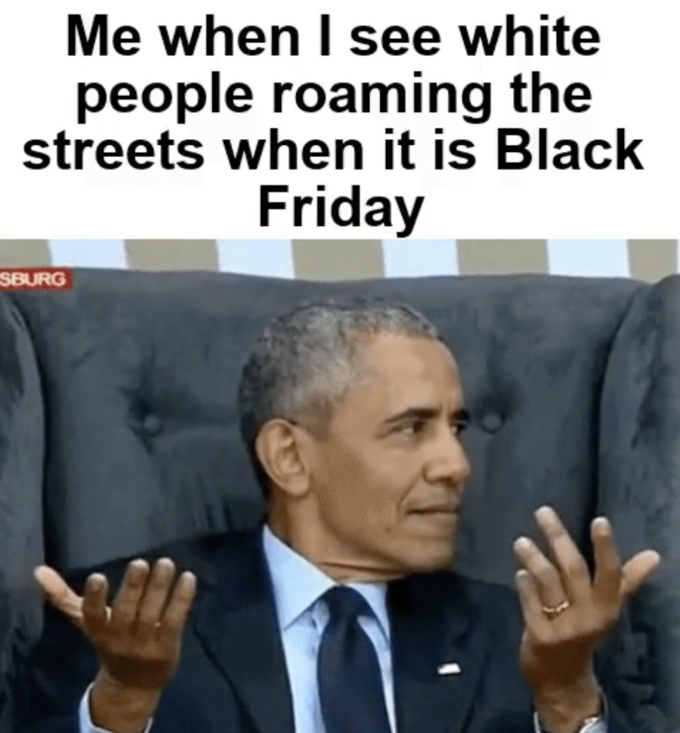 Me when I see white
people roaming the
streets when it is Black
Friday
SBURG